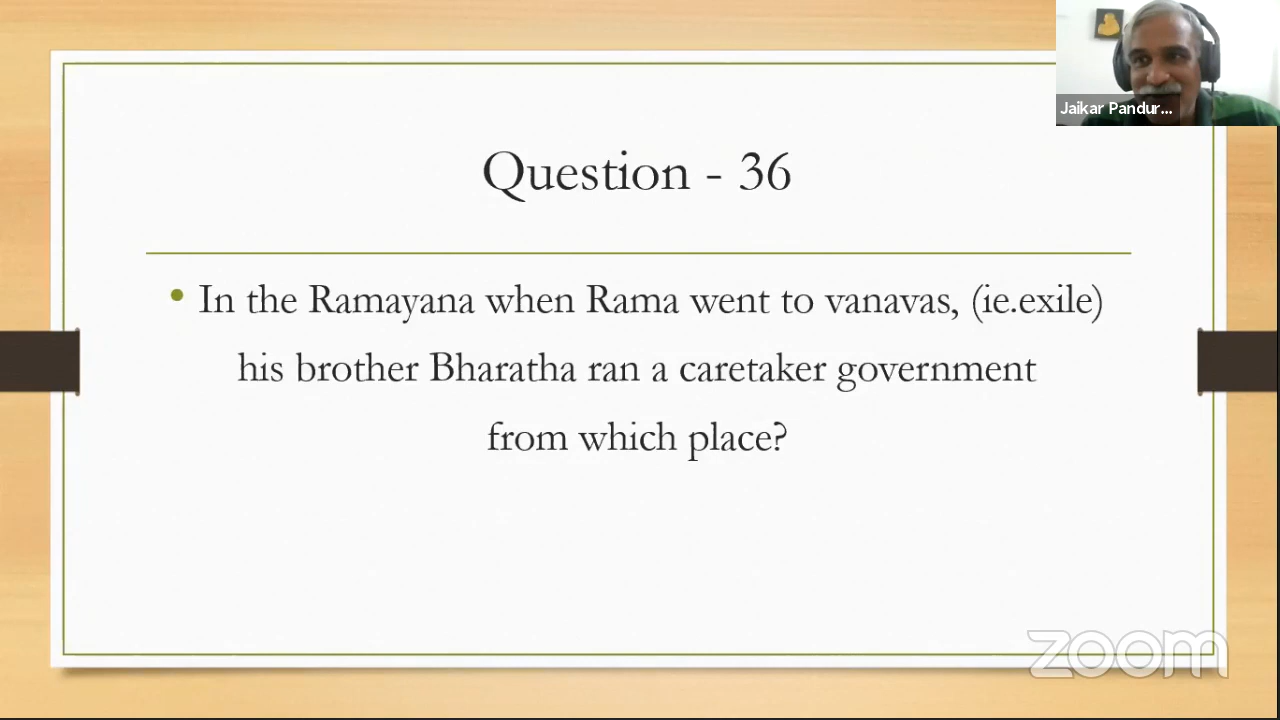 Jaikar Pandur...
Question - 36
• In the Ramayana when Rama went to vanavas, (ie.exile)
his brother Bharatha ran a caretaker government
from which place?
zoom